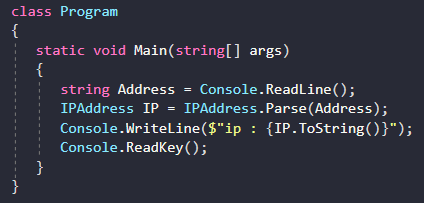 class Program
{
static void Main(string[] args)
{
string Address = Console.ReadLine();
IPAddress IP = IPAddress.Parse(Address);
Console.WriteLine($"ip : {IP.ToString()}");
Console.ReadKey();
}
}